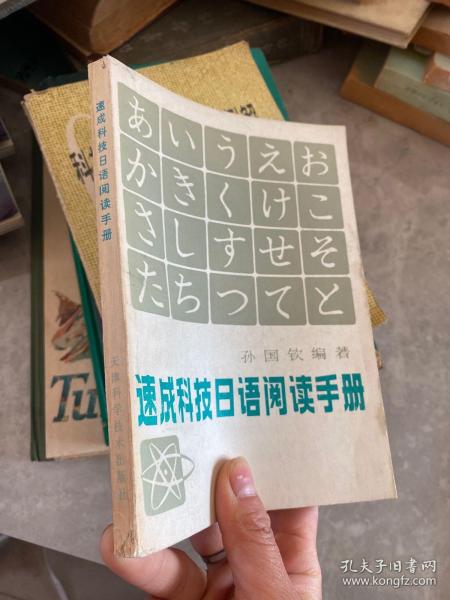 速成科技日语阅读手册
天津科学技术出版社
あいうえお
かきくけこ
さしすせそ
たちつてと
孙国钦编著
速成科技日语阅读手册
科
Tu
孔夫子旧书网
www.kongfz.com